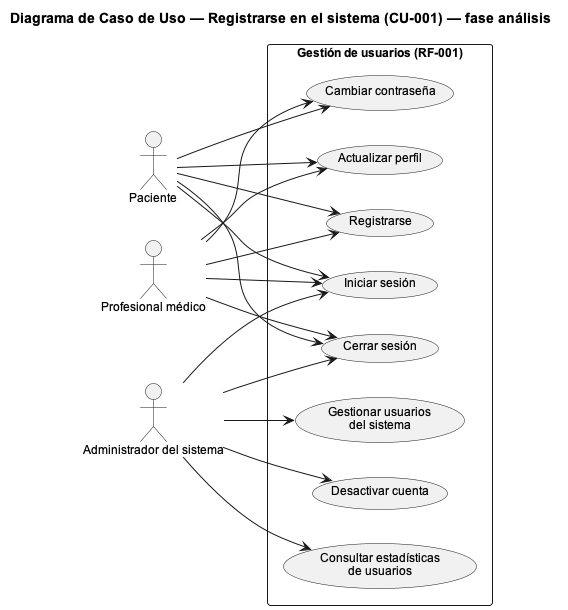 Diagrama de Caso de Uso — Registrarse en el sistema (CU-001) — fase análisis
Gestión de usuarios (RF-001)
Cambiar contraseña
Actualizar perfil
Paciente
Registrarse
Iniciar sesión
Profesional médico
Cerrar sesión
Gestionar usuarios
del sistema
Administrador del sistema
Desactivar cuenta
Consultar estadísticas
de usuarios